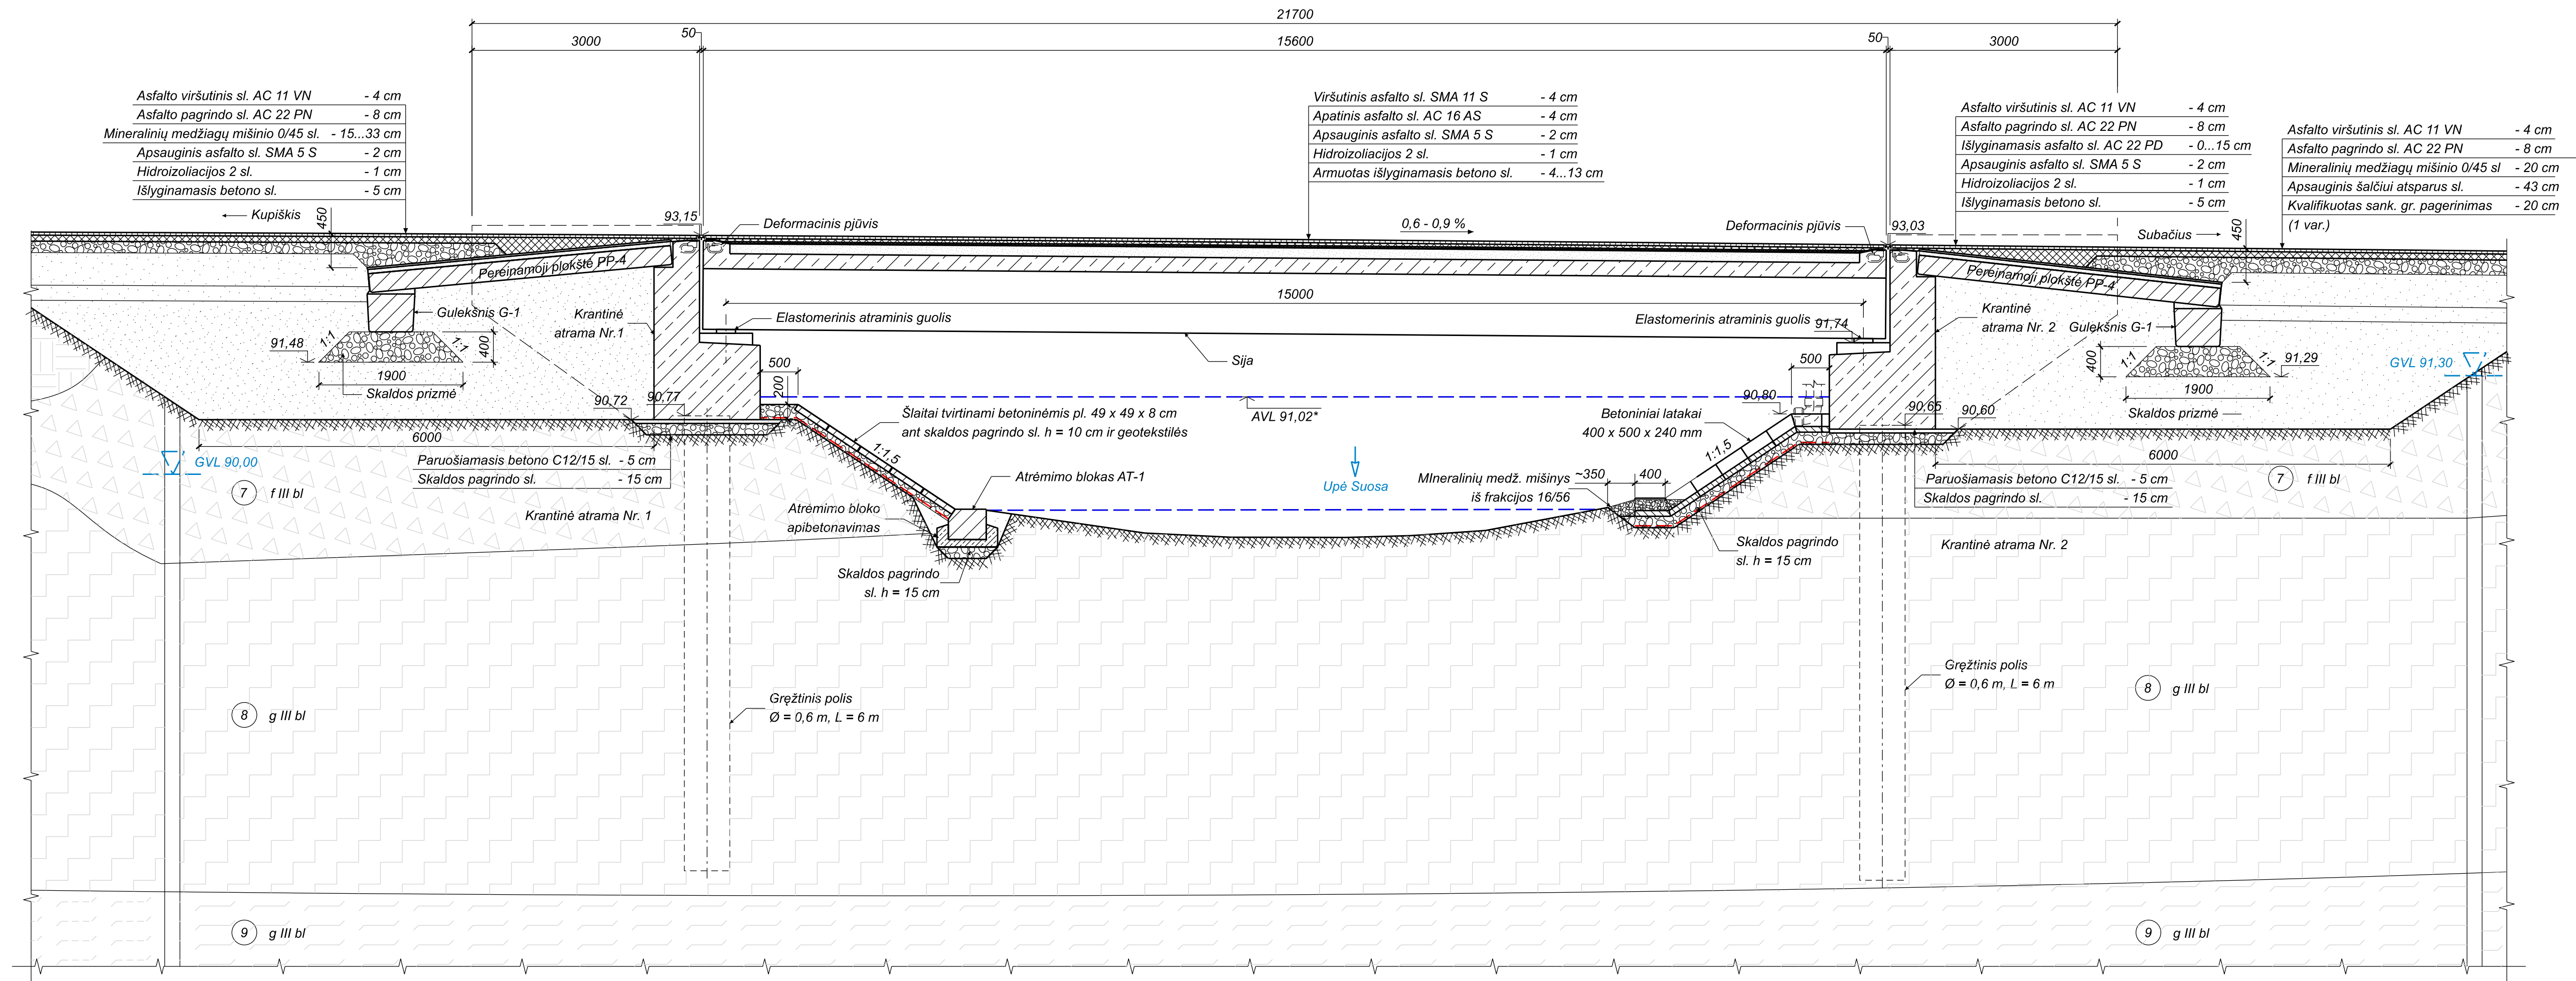 21700
3000
50
15600
50
3000
Asfalto viršutinis sl. AC 11 VN - 4 cm
Asfalto pagrindo sl. AC 22 PN - 8 cm
Mineralinių medžiagų mišinio 0/45 sl. - 15...33 cm
Apsauginis asfalto sl. SMA 5 S - 2 cm
Hidroizoliacijos 2 sl. - 1 cm
Išlyginamasis betono sl. - 5 cm
Viršutinis asfalto sl. SMA 11 S - 4 cm
Apatinis asfalto sl. AC 16 AS - 4 cm
Apsauginis asfalto sl. SMA 5 S - 2 cm
Hidroizoliacijos 2 sl. - 1 cm
Armuotas išlyginamasis betono sl. - 4...13 cm
Asfalto viršutinis sl. AC 11 VN - 4 cm
Asfalto pagrindo sl. AC 22 PN - 8 cm
Išlyginamasis asfalto sl. AC 22 PD - 0...15 cm
Apsauginis asfalto sl. SMA 5 S - 2 cm
Hidroizoliacijos 2 sl. - 1 cm
Išlyginamasis betono sl. - 5 cm
Asfalto viršutinis sl. AC 11 VN - 4 cm
Asfalto pagrindo sl. AC 22 PN - 8 cm
Mineralinių medžiagų mišinio 0/45 sl - 20 cm
Apsauginis šalčiui atsparus sl. - 43 cm
Kvalifikuotas sank. gr. pagerinimas - 20 cm
(1 var.)
Kupiškis
450
93,15
Deformacinis pjūvis
0,6 - 0,9 %
Deformacinis pjūvis
93,03
Subačius
450
Pereinamoji plokštė PP-4
Pereinamoji plokštė PP-4
15000
Gulekšnis G-1
Krantinė
atrama Nr.1
Elastomerinis atraminis guolis
Elastomerinis atraminis guolis
91,74
Krantinė
atrama Nr. 2
Gulekšnis G-1
91,48
1:1
1:1
400
1900
Skaldos prizmė
Sija
500
200
500
400
1:1
1:1
91,29
1900
Skaldos prizmė
GVL 91,30
90,72
90,77
AVL 91,02*
90,80
90,65
90,60
Šlaitai tvirtinami betoninėmis pl. 49 x 49 x 8 cm
ant skaldos pagrindo sl. h = 10 cm ir geotekstilės
Betoniniai latakai
400 x 500 x 240 mm
6000
1:1,5
1:1,5
6000
GVL 90,00
Paruošiamasis betono C12/15 sl. - 5 cm
Skaldos pagrindo sl. - 15 cm
Atrėmimo blokas AT-1
Upė Suosa
MIneralinių medž. mišinys
iš frakcijos 16/56
~350
400
Paruošiamasis betono C12/15 sl. - 5 cm
Skaldos pagrindo sl. - 15 cm
7 f III bl
7 f III bl
Krantinė atrama Nr. 1
Atrėmimo bloko
apibetonavimas
Skaldos pagrindo
sl. h = 15 cm
Skaldos pagrindo
sl. h = 15 cm
Krantinė atrama Nr. 2
Gręžtinis polis
Ø = 0,6 m, L = 6 m
Gręžtinis polis
Ø = 0,6 m, L = 6 m
8 g III bl
8 g III bl
9 g III bl
9 g III bl